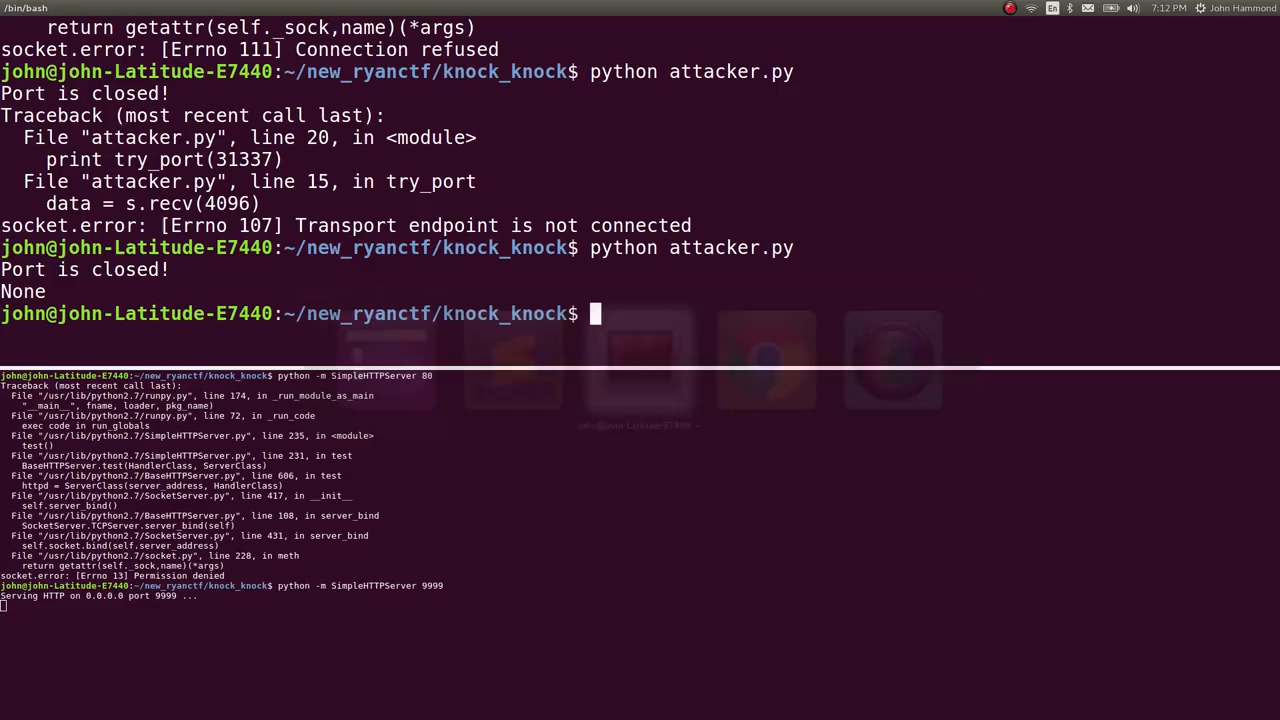 /bin/bash
En
7:12 PM
John Hammond
return getattr(self._sock,name)(*args)
socket.error: [Errno 111] Connection refused
john@john-Latitude-E7440:~/new_ryanctf/knock_knock$ python attacker.py
Port is closed!
Traceback (most recent call last):
File "attacker.py", line 20, in <module>
print try_port(31337)
File "attacker.py", line 15, in try_port
data = s.recv(4096)
socket.error: [Errno 107] Transport endpoint is not connected
john@john-Latitude-E7440:~/new_ryanctf/knock_knock$ python attacker.py
Port is closed!
None
john@john-Latitude-E7440:~/new_ryanctf/knock_knock$
john@john-Latitude-E7440:~/new_ryanctf/knock_knock$ python -m SimpleHTTPServer 80
Traceback (most recent call last):
File "/usr/lib/python2.7/runpy.py", line 174, in _run_module_as_main
"__main__", fname, loader, pkg_name)
File "/usr/lib/python2.7/runpy.py", line 72, in _run_code
exec code in run_globals
File "/usr/lib/python2.7/SimpleHTTPServer.py", line 235, in <module>
test()
File "/usr/lib/python2.7/SimpleHTTPServer.py", line 231, in test
BaseHTTPServer.test(HandlerClass, ServerClass)
File "/usr/lib/python2.7/BaseHTTPServer.py", line 606, in test
httpd = ServerClass(server_address, HandlerClass)
File "/usr/lib/python2.7/SocketServer.py", line 417, in __init__
self.server_bind()
File "/usr/lib/python2.7/BaseHTTPServer.py", line 108, in server_bind
SocketServer.TCPServer.server_bind(self)
File "/usr/lib/python2.7/SocketServer.py", line 431, in server_bind
self.socket.bind(self.server_address)
File "/usr/lib/python2.7/socket.py", line 228, in meth
return getattr(self._sock,name)(*args)
socket.error: [Errno 13] Permission denied
john@john-Latitude-E7440:~/new_ryanctf/knock_knock$ python -m SimpleHTTPServer 9999
Serving HTTP on 0.0.0.0 port 9999 ...